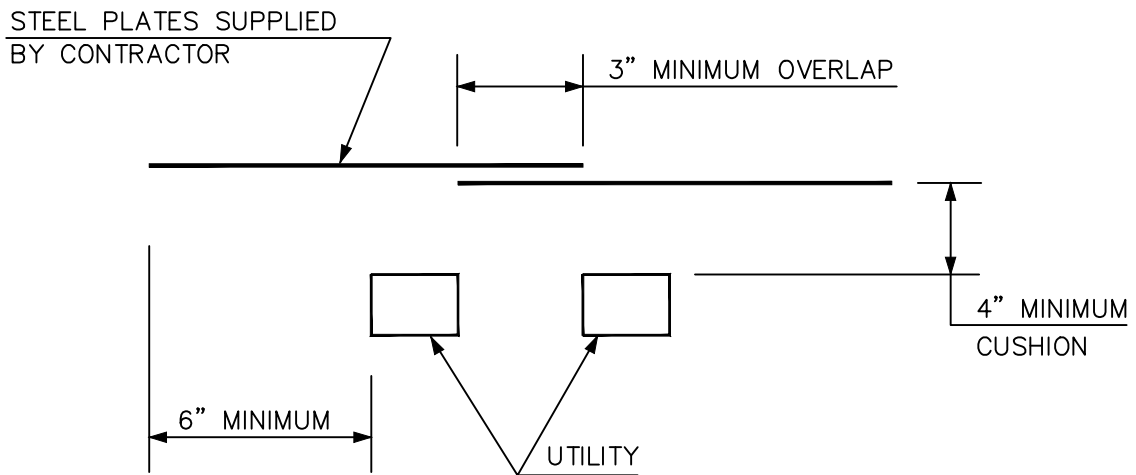 STEEL PLATES SUPPLIED
BY CONTRACTOR
3” MINIMUM OVERLAP
4” MINIMUM
CUSHION
6” MINIMUM
UTILITY